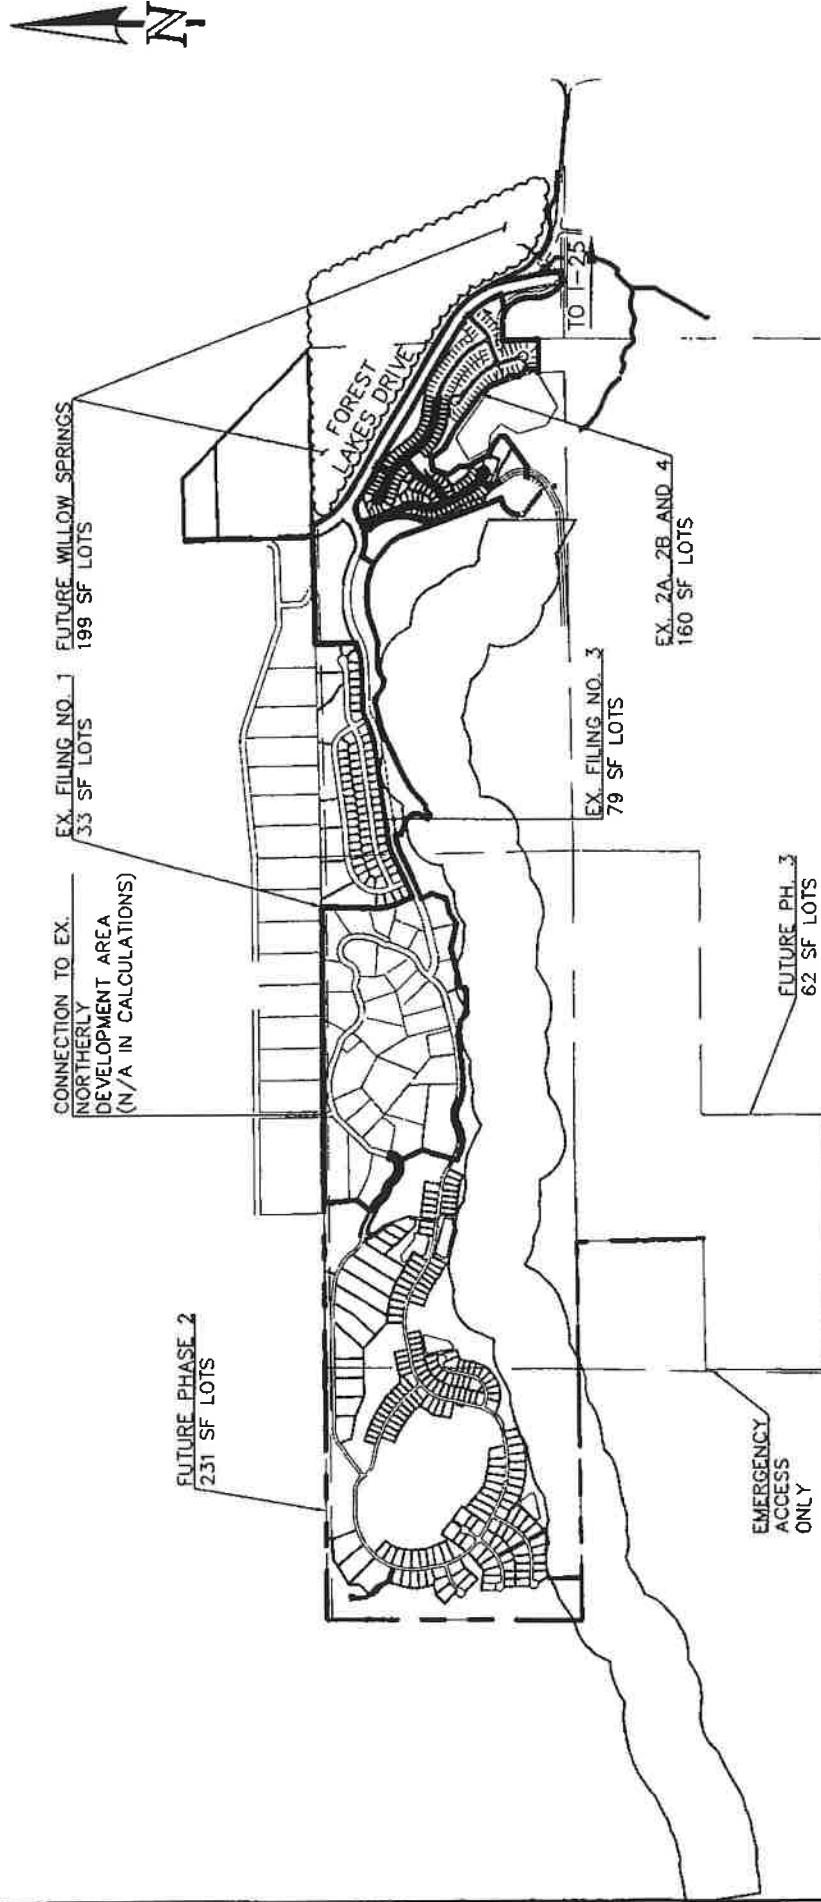 N
CONNECTION TO EX.
NORTHERLY
DEVELOPMENT AREA
(N/A IN CALCULATIONS)
EX. FILING NO. 1
33 SF LOTS
FUTURE WILLOW SPRINGS
199 SF LOTS
FUTURE PHASE 2
231 SF LOTS
FOREST
LAKES DRIVE
TO I-25
EX. 2A, 2B AND 4
160 SF LOTS
EX. FILING NO. 3
79 SF LOTS
FUTURE PH. 3
62 SF LOTS
EMERGENCY
ACCESS
ONLY